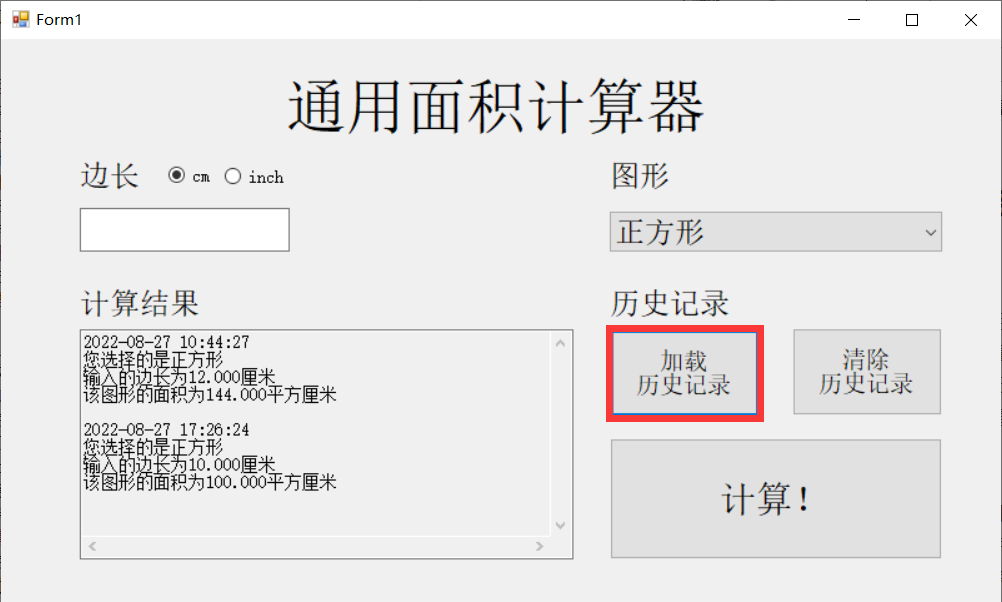 Form1
通用面积计算器
边长 cm inch
图形
正方形
计算结果
历史记录
2022-08-27 10:44:27
您选择的是正方形
输入的边长为12.000厘米
该图形的面积为144.000平方厘米
2022-08-27 17:26:24
您选择的是正方形
输入的边长为10.000厘米
该图形的面积为100.000平方厘米
加载
历史记录
清除
历史记录
计算！